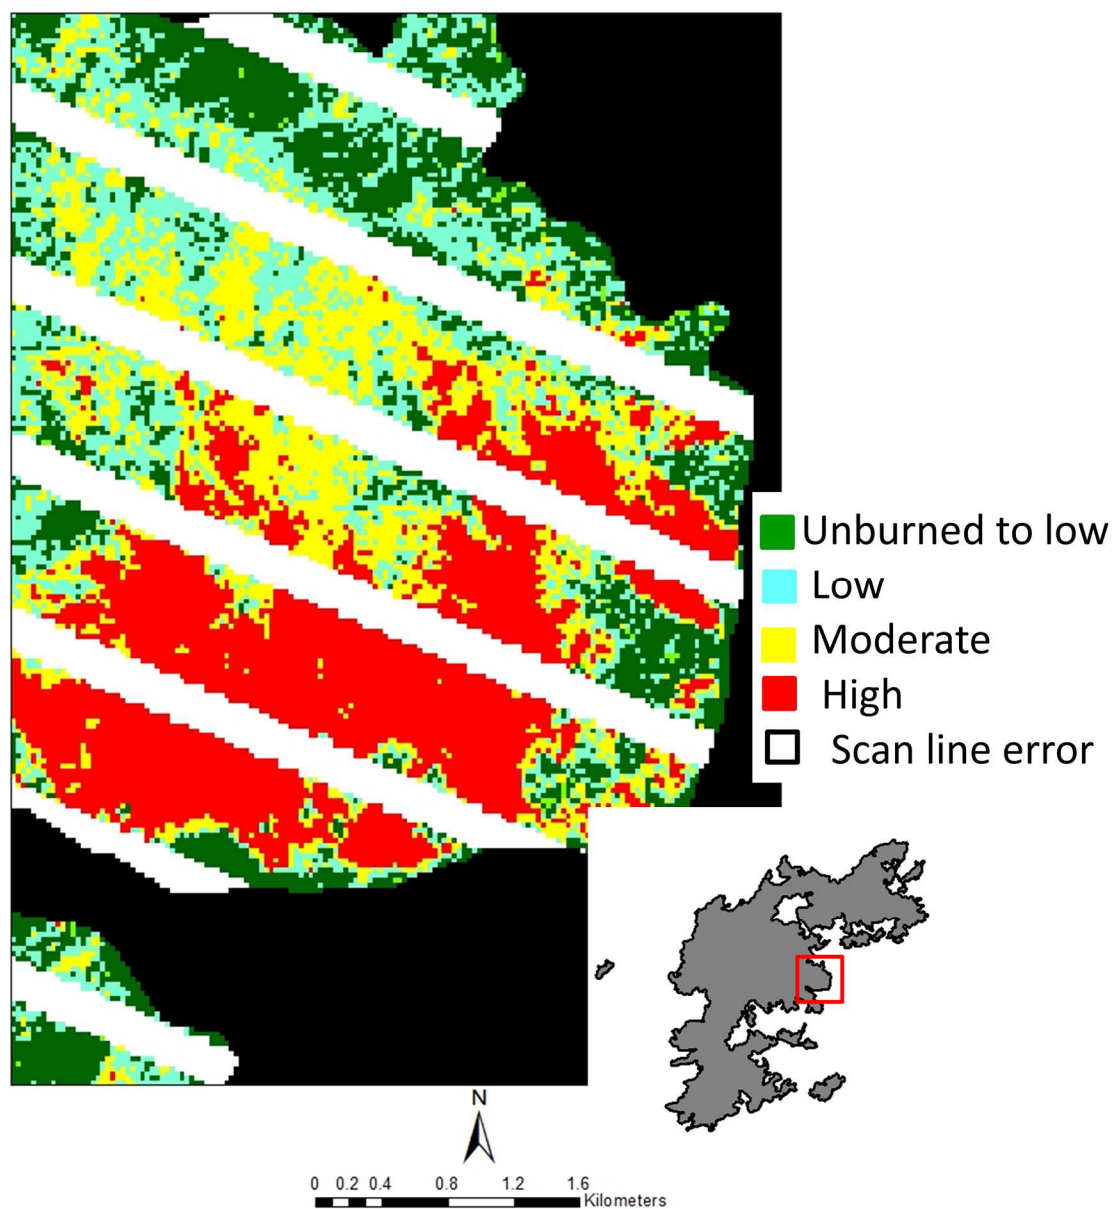 Unburned to low
Low
Moderate
High
Scan line error
N
0 0.2 0.4 0.8 1.2 1.6
Kilometers